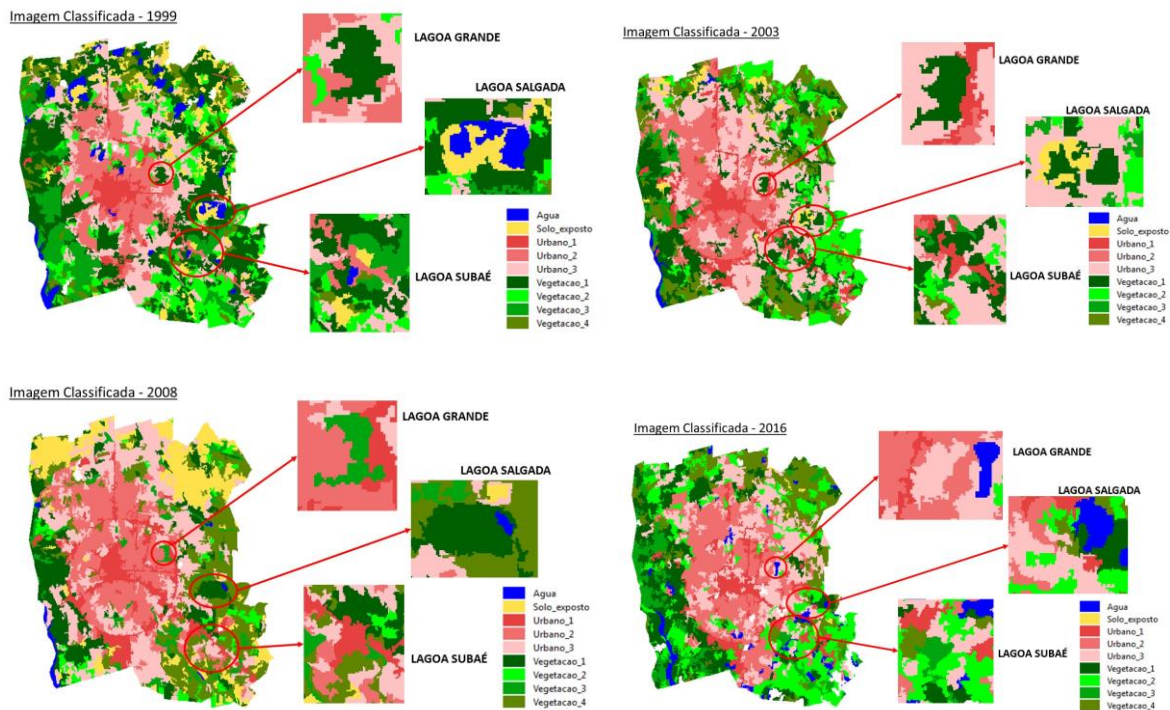 Imagem Classificada - 1999
LAGOA GRANDE
LAGOA SALGADA
LAGOA SUBAÉ
Agua
Solo_exposto
Urbano_1
Urbano_2
Urbano_3
Vegetacao_1
Vegetacao_2
Vegetacao_3
Vegetacao_4
Imagem Classificada - 2003
LAGOA GRANDE
LAGOA SALGADA
LAGOA SUBAÉ
Agua
Solo_exposto
Urbano_1
Urbano_2
Urbano_3
Vegetacao_1
Vegetacao_2
Vegetacao_3
Vegetacao_4
Imagem Classificada - 2008
LAGOA GRANDE
LAGOA SALGADA
LAGOA SUBAÉ
Agua
Solo_exposto
Urbano_1
Urbano_2
Urbano_3
Vegetacao_1
Vegetacao_2
Vegetacao_3
Vegetacao_4
Imagem Classificada - 2016
LAGOA GRANDE
LAGOA SALGADA
LAGOA SUBAÉ
Agua
Solo_exposto
Urbano_1
Urbano_2
Urbano_3
Vegetacao_1
Vegetacao_2
Vegetacao_3
Vegetacao_4